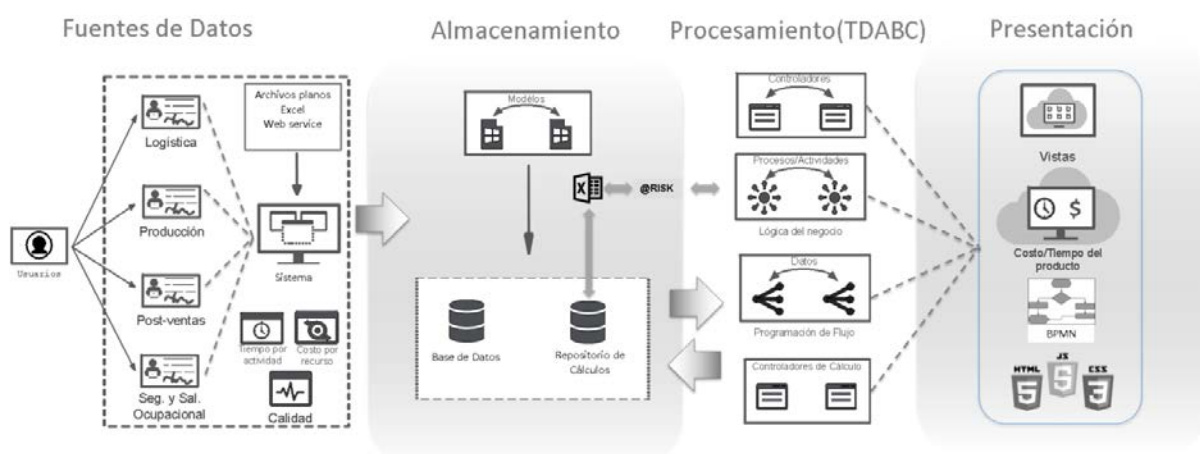 Fuentes de Datos
Almacenamiento
Procesamiento(TDABC)
Presentación
Usuarios
Logística
Producción
Post-ventas
Seg. y Sal.
Ocupacional
Archivos planos
Excel
Web service
Sistema
Tiempo por
actividad
Costo por
recurso
Calidad
Modelos
X
@RISK
Base de Datos
Repositorio de
Cálculos
Controladores
Procesos/Actividades
Lógica del negocio
Datos
Programación de Flujo
Controladores de Cálculo
Vistas
$
Costo/Tiempo del
producto
BPMN
HTML
5
JS
5
CSS
3